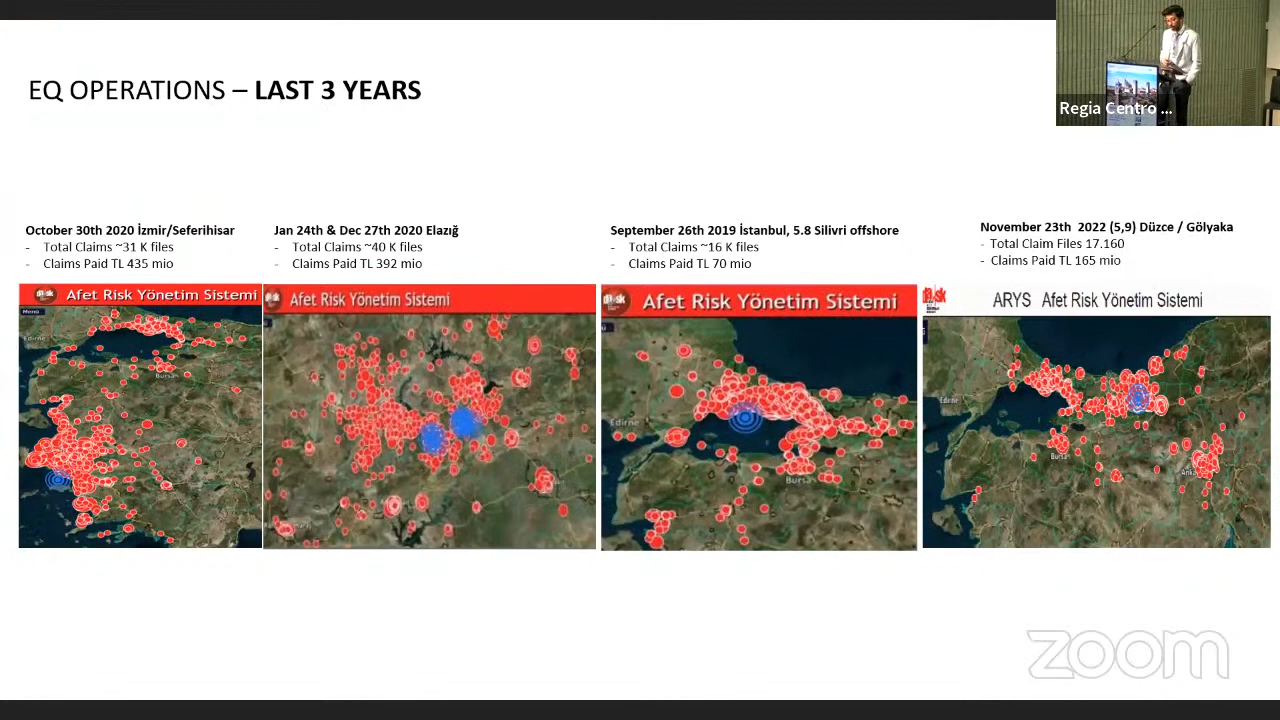 EQ OPERATIONS – LAST 3 YEARS
Regia Centro ...
October 30th 2020 İzmir/Seferihisar
- Total Claims ~31 K files
- Claims Paid TL 435 mio
Jan 24th & Dec 27th 2020 Elazığ
- Total Claims ~40 K files
- Claims Paid TL 392 mio
September 26th 2019 İstanbul, 5.8 Silivri offshore
- Total Claims ~16 K files
- Claims Paid TL 70 mio
November 23th 2022 (5,9) Düzce / Gölyaka
- Total Claim Files 17.160
- Claims Paid TL 165 mio
Afet Risk Yönetim Sistemi
Menü
Edirne
Bursa
Afet Risk Yönetim Sistemi
Afet Risk Yönetim Sistemi
Edirne
Bursa
ARYS Afet Risk Yönetim Sistemi
Edirne
Bursa
zoom